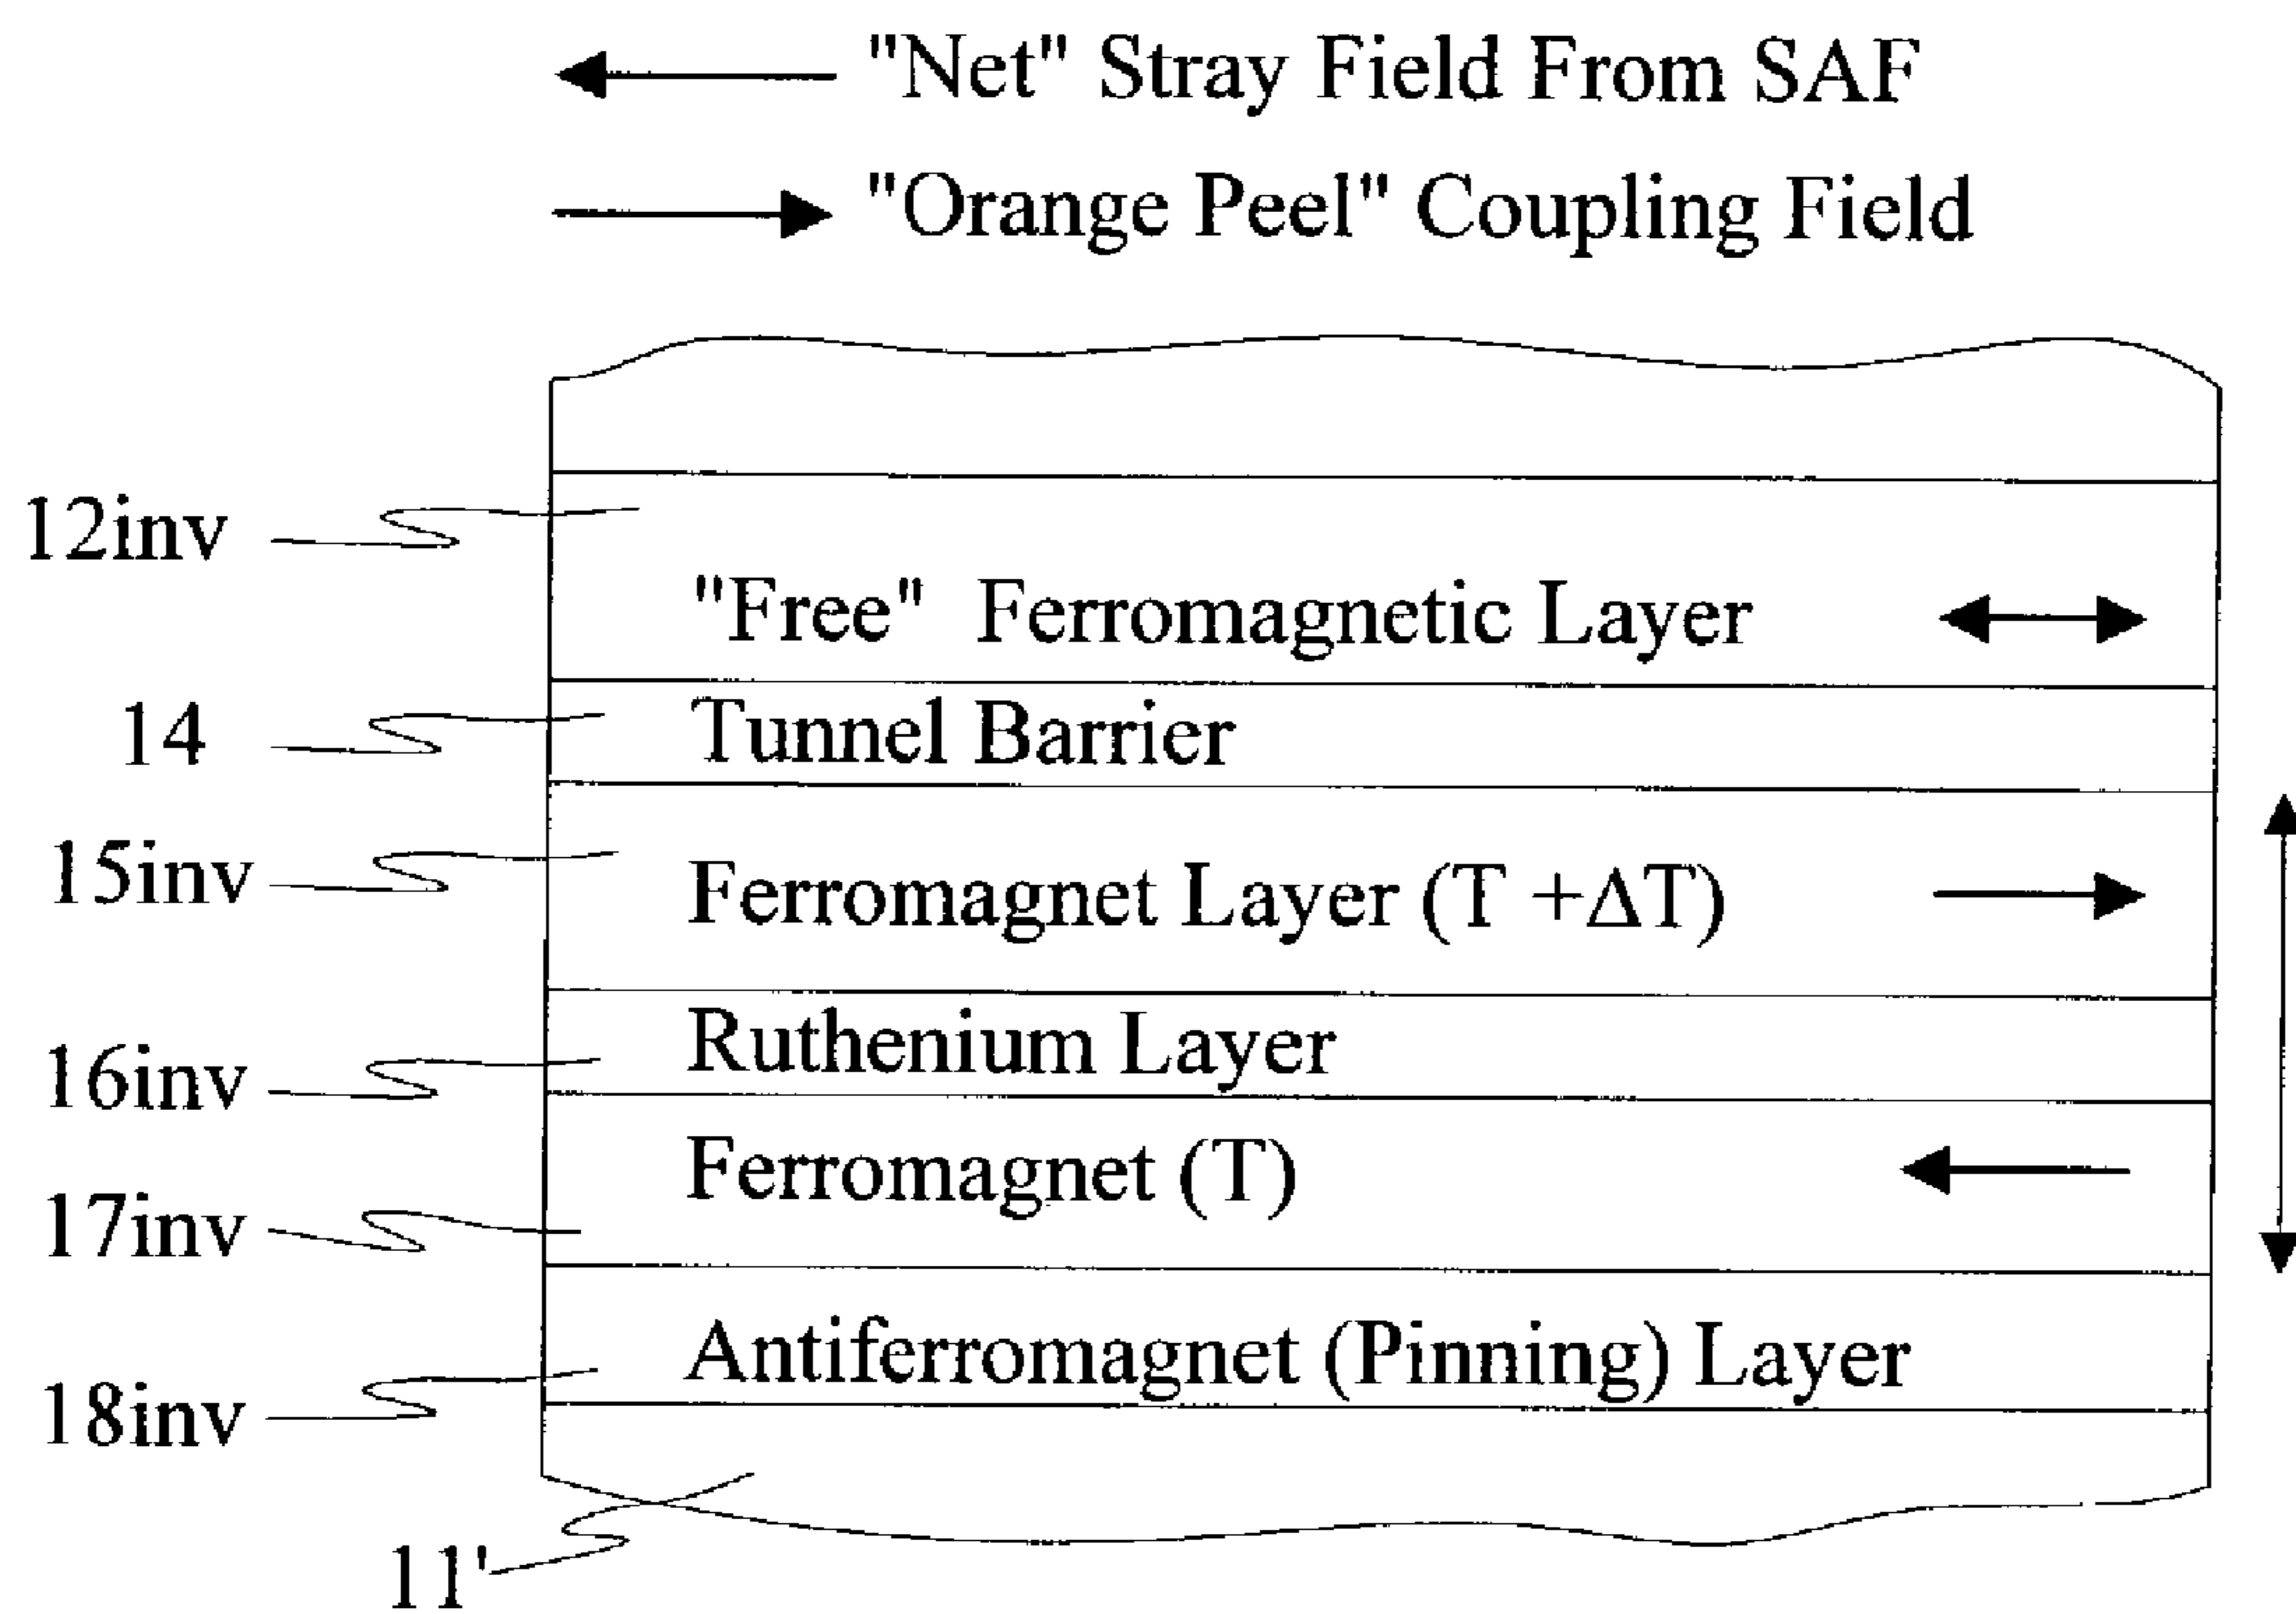 "Net" Stray Field From SAF
"Orange Peel" Coupling Field
12inv
"Free" Ferromagnetic Layer
14
Tunnel Barrier
15inv
Ferromagnet Layer (T +ΔT)
16inv
Ruthenium Layer
17inv
Ferromagnet (T)
18inv
Antiferromagnet (Pinning) Layer
11'